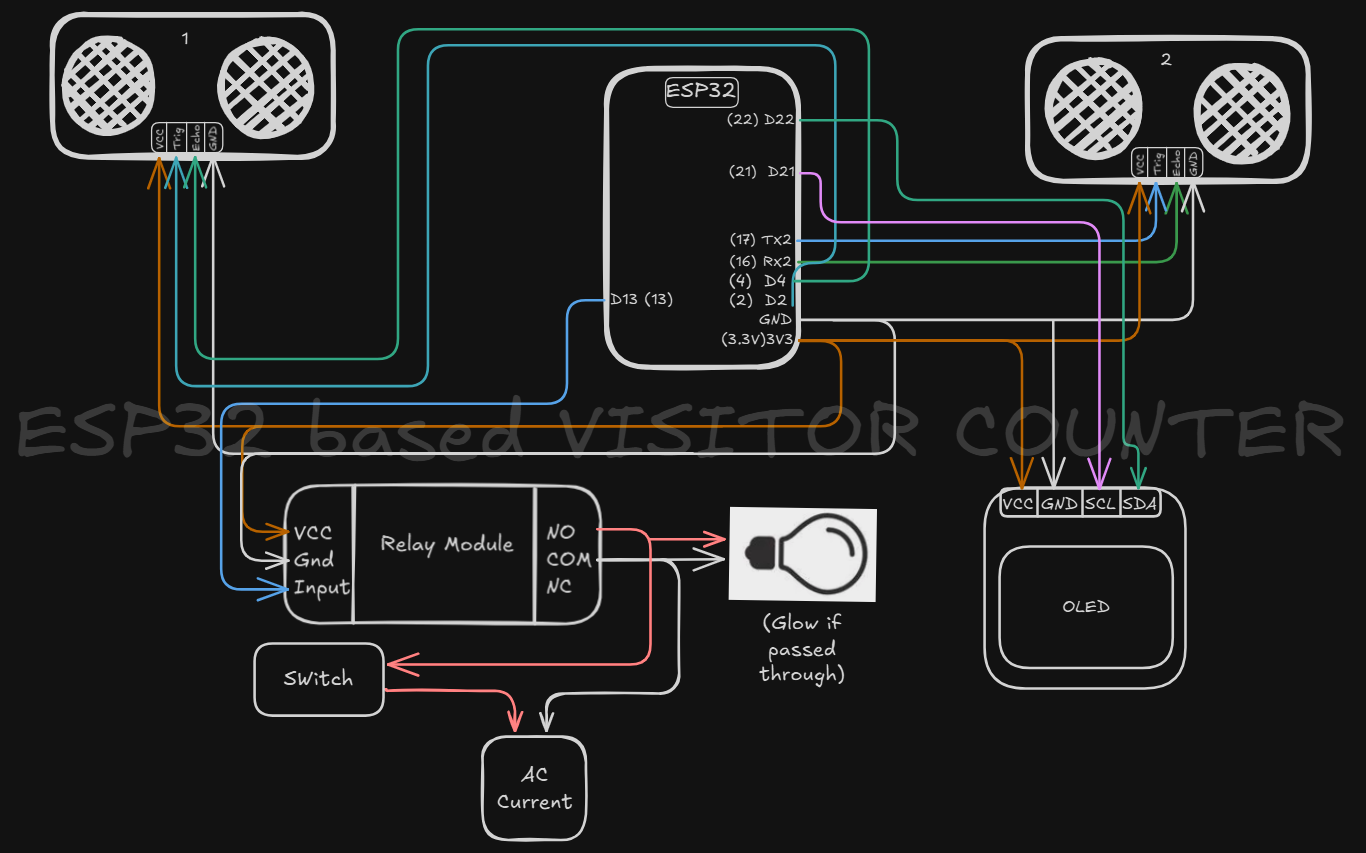 1
VCC
Trig
Echo
GND
ESP32
(22) D22
(21) D21
(17) Tx2
(16) Rx2
(4) D4
(2) D2
GND
(3.3V)3V3
D13 (13)
2
VCC
Trig
Echo
GND
ESP32 based VISITOR COUNTER
VCC
Gnd
Input
Relay Module
NO
COM
NC
(Glow if
passed
through)
VCC
GND
SCL
SDA
OLED
SWitch
AC
Current